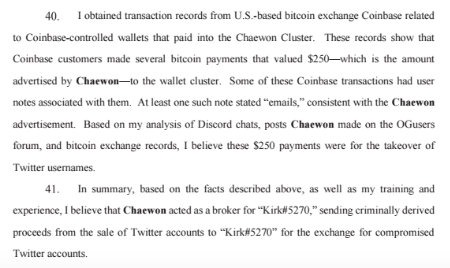 40. I obtained transaction records from U.S.-based bitcoin exchange Coinbase related
to Coinbase-controlled wallets that paid into the Chaewon Cluster. These records show that
Coinbase customers made several bitcoin payments that valued $250—which is the amount
advertised by Chaewon—to the wallet cluster. Some of these Coinbase transactions had user
notes associated with them. At least one such note stated “emails,” consistent with the Chaewon
advertisement. Based on my analysis of Discord chats, posts Chaewon made on the OGusers
forum, and bitcoin exchange records, I believe these $250 payments were for the takeover of
Twitter usernames.
41. In summary, based on the facts described above, as well as my training and
experience, I believe that Chaewon acted as a broker for “Kirk#5270,” sending criminally derived
proceeds from the sale of Twitter accounts to “Kirk#5270” for the exchange for compromised
Twitter accounts.